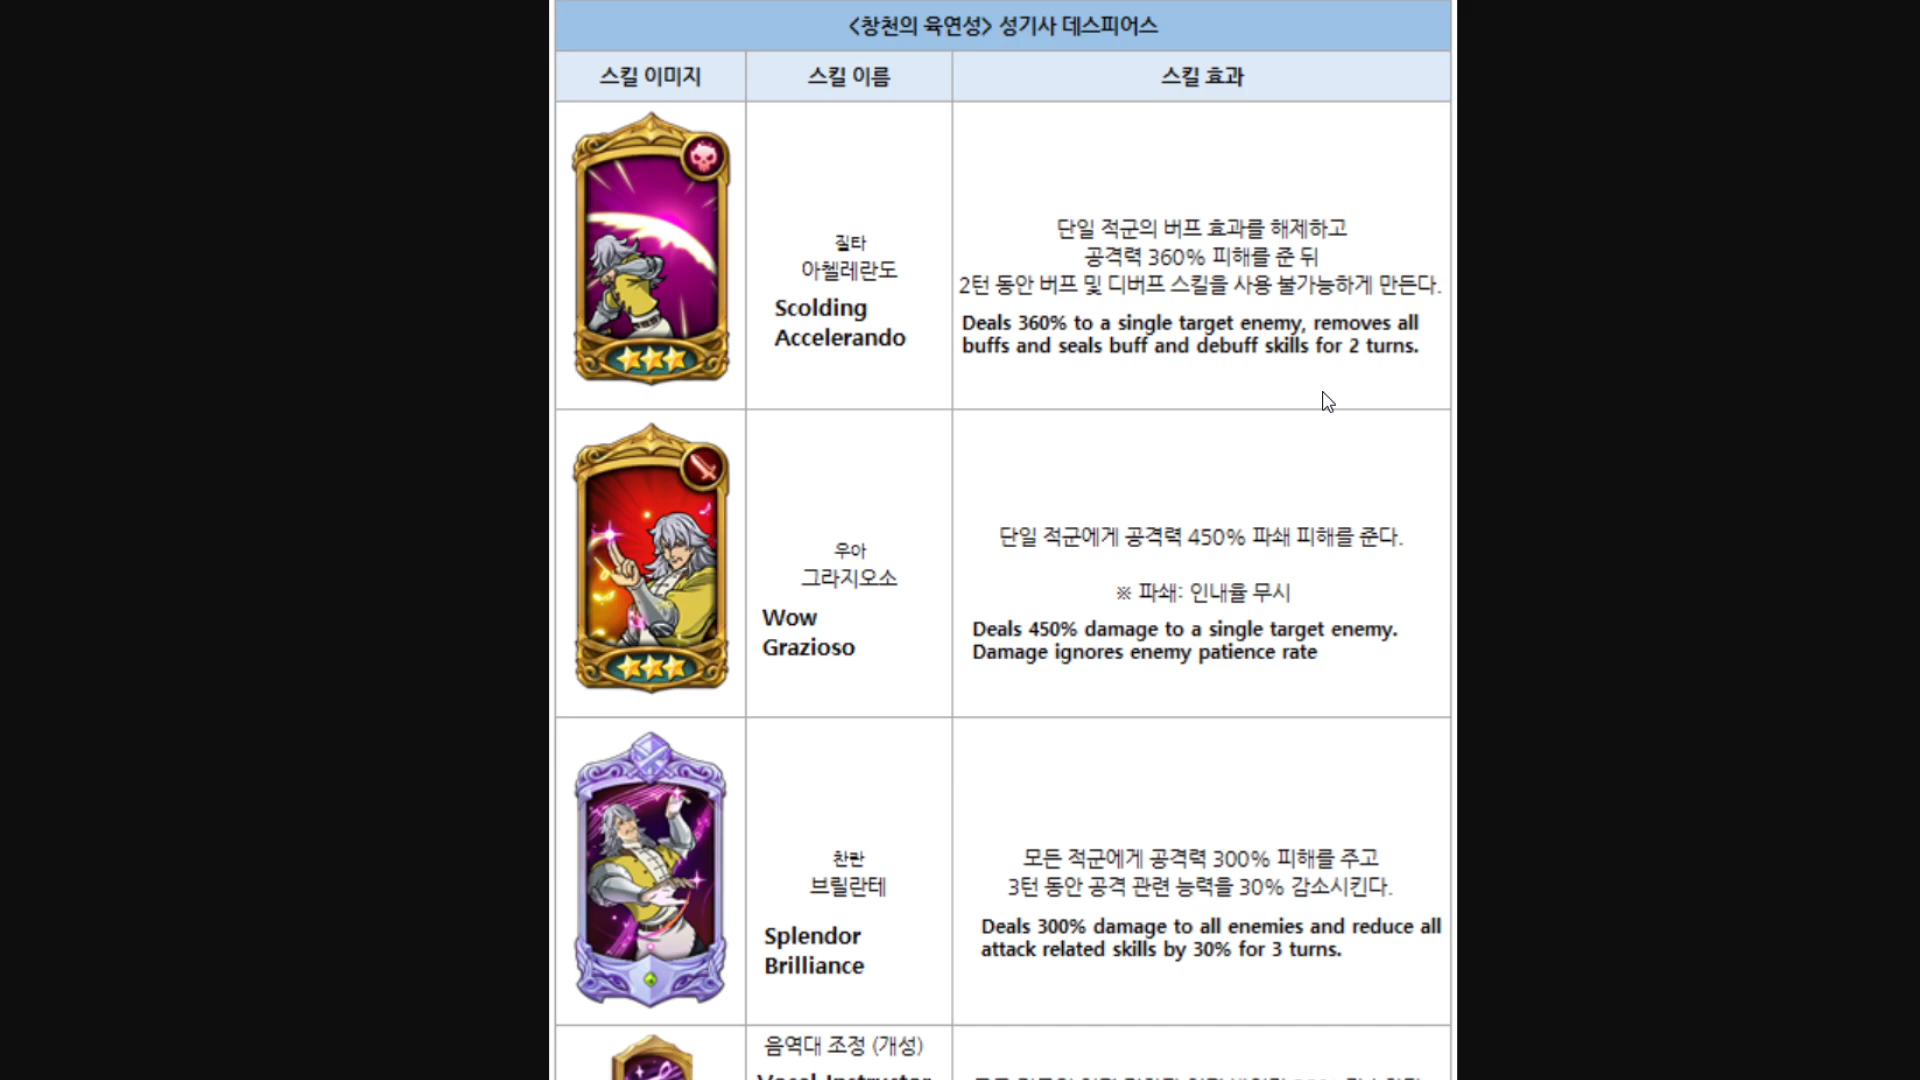 <창천의 육연성> 성기사 데스피어스
스킬 이미지
스킬 이름
스킬 효과
질타
아첼레란도
Scolding
Accelerando
단일 적군의 버프 효과를 해제하고
공격력 360% 피해를 준 뒤
2턴 동안 버프 및 디버프 스킬을 사용 불가능하게 만든다.
Deals 360% to a single target enemy, removes all
buffs and seals buff and debuff skills for 2 turns.
우아
그라지오소
Wow
Grazioso
단일 적군에게 공격력 450% 파쇄 피해를 준다.
※ 파쇄: 인내율 무시
Deals 450% damage to a single target enemy.
Damage ignores enemy patience rate
찬란
브릴란테
Splendor
Brilliance
모든 적군에게 공격력 300% 피해를 주고
3턴 동안 공격 관련 능력을 30% 감소시킨다.
Deals 300% damage to all enemies and reduce all
attack related skills by 30% for 3 turns.
음역대 조정 (개성)
Vocal Instructor